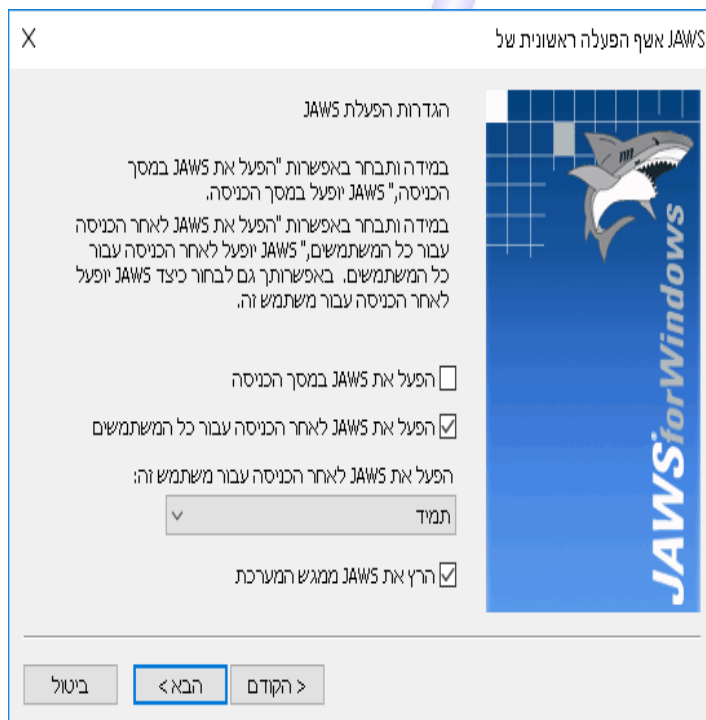 JAWS אשף הפעלה ראשונית של
הגדרות הפעלת JAWS
במידה ותבחר באפשרות "הפעל את JAWS במסך
הכניסה," JAWS יופעל במסך הכניסה.
במידה ותבחר באפשרות "הפעל את JAWS לאחר הכניסה
עבור כל המשתמשים," JAWS יופעל לאחר הכניסה עבור
כל המשתמשים. באפשרותך גם לבחור כיצד JAWS יופעל
לאחר הכניסה עבור משתמש זה.
הפעל את JAWS במסך הכניסה
הפעל את JAWS לאחר הכניסה עבור כל המשתמשים
הפעל את JAWS לאחר הכניסה עבור משתמש זה:
תמיד
הרץ את JAWS ממגש המערכת
< הקודם
הבא >
ביטול
JAWS® for Windows